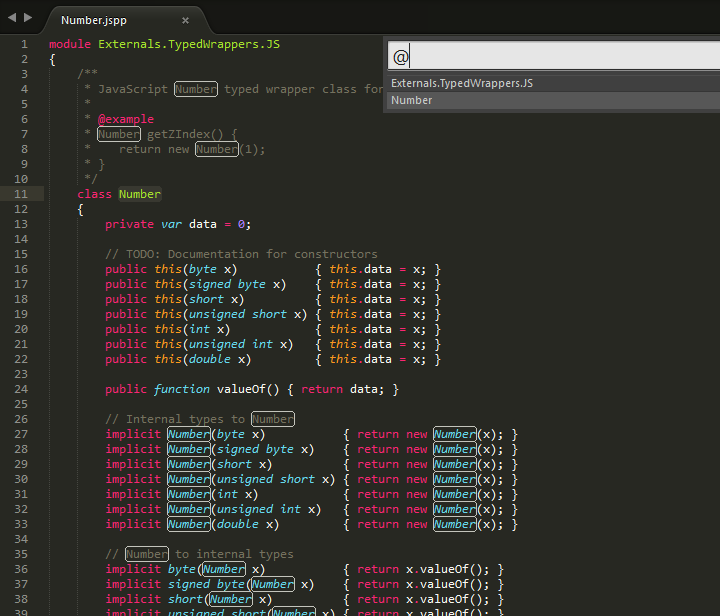 Number.jspp
@
Externals.TypedWrappers.JS
Number
1 module Externals.TypedWrappers.JS
2 {
3 /**
4 * JavaScript Number typed wrapper class for
5 *
6 * @example
7 * Number getZIndex() {
8 * return new Number(1);
9 * }
10 */
11 class Number
12 {
13 private var data = 0;
14
15 // TODO: Documentation for constructors
16 public this(byte x) { this.data = x; }
17 public this(signed byte x) { this.data = x; }
18 public this(short x) { this.data = x; }
19 public this(unsigned short x) { this.data = x; }
20 public this(int x) { this.data = x; }
21 public this(unsigned int x) { this.data = x; }
22 public this(double x) { this.data = x; }
23
24 public function valueOf() { return data; }
25
26 // Internal types to Number
27 implicit Number(byte x) { return new Number(x); }
28 implicit Number(signed byte x) { return new Number(x); }
29 implicit Number(short x) { return new Number(x); }
30 implicit Number(unsigned short x) { return new Number(x); }
31 implicit Number(int x) { return new Number(x); }
32 implicit Number(unsigned int x) { return new Number(x); }
33 implicit Number(double x) { return new Number(x); }
34
35 // Number to internal types
36 implicit byte(Number x) { return x.valueOf(); }
37 implicit signed byte(Number x) { return x.valueOf(); }
38 implicit short(Number x) { return x.valueOf(); }
39 implicit unsigned short(Number x) { return x.valueOf(); }